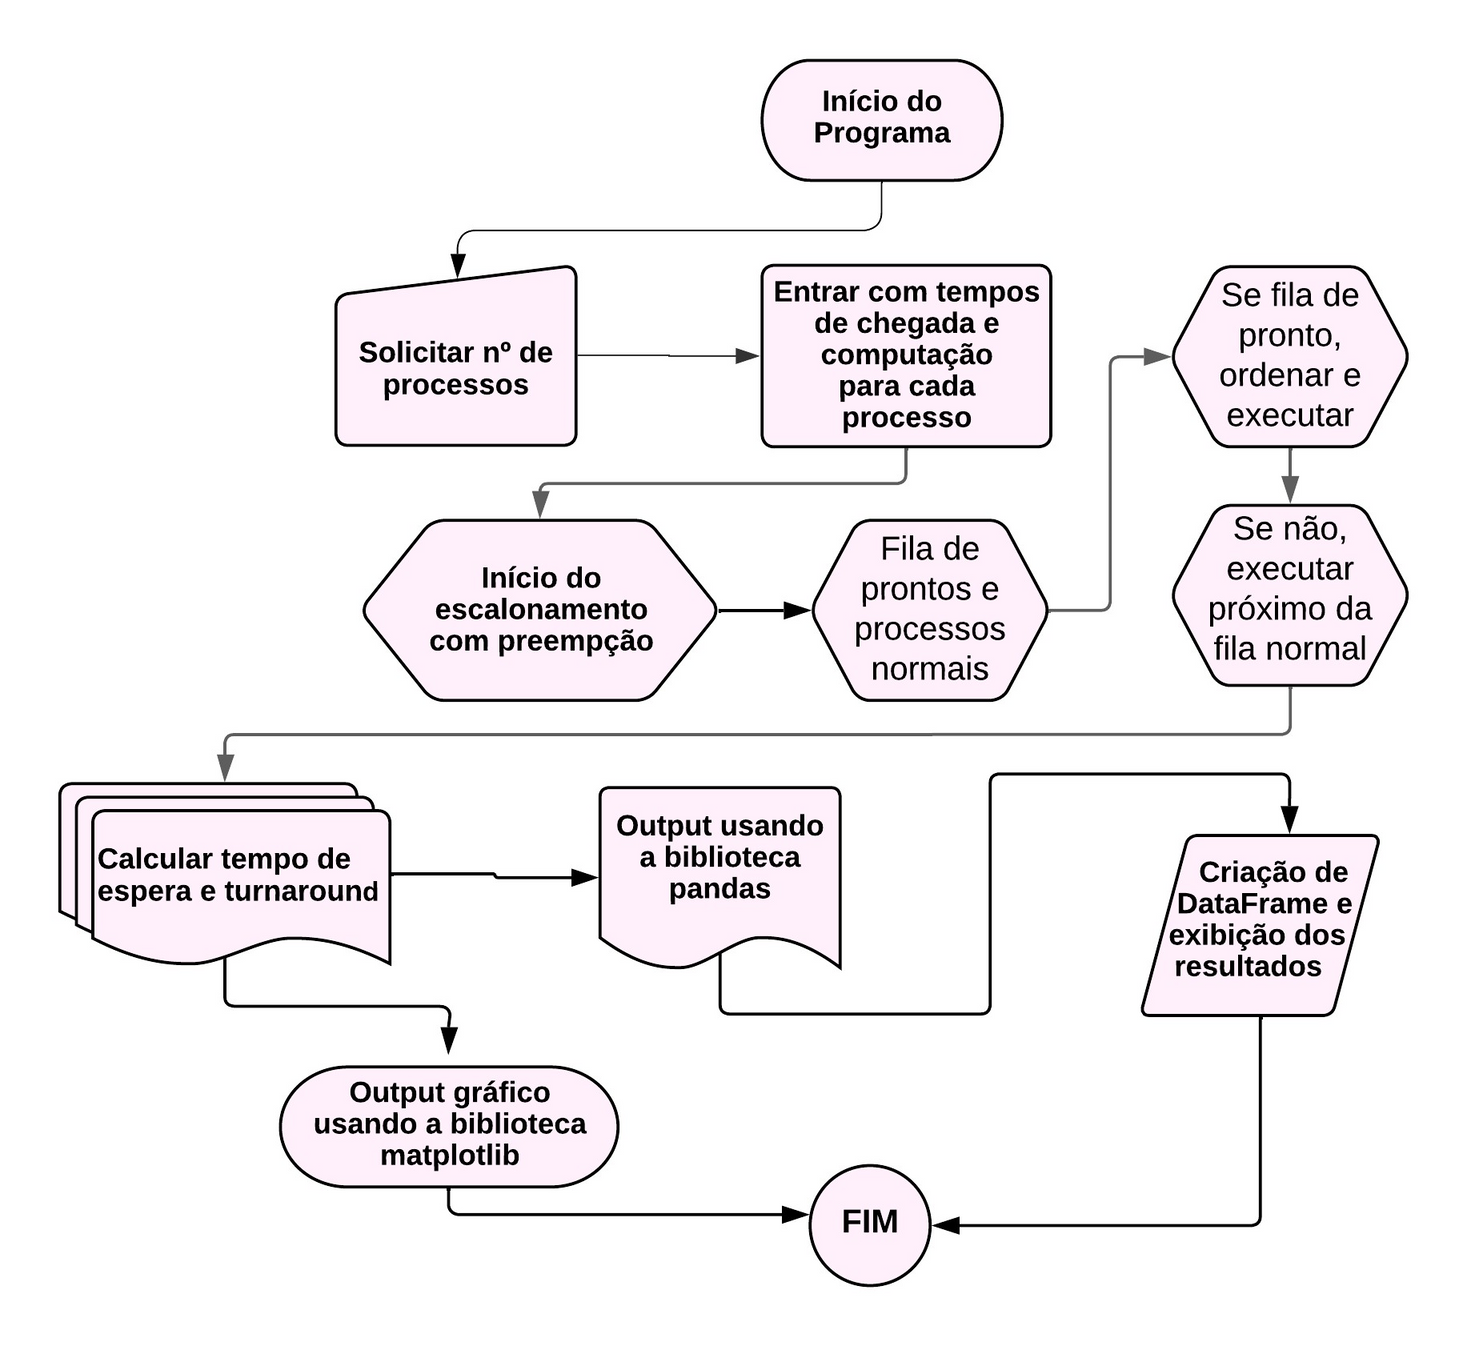 Início do
Programa
Solicitar nº de
processos
Entrar com tempos
de chegada e
computação
para cada
processo
Se fila de
pronto,
ordenar e
executar
Início do
escalonamento
com preempção
Fila de
prontos e
processos
normais
Se não,
executar
próximo da
fila normal
Calcular tempo de
espera e turnaround
Output usando
a biblioteca
pandas
Criação de
DataFrame e
exibição dos
resultados
Output gráfico
usando a biblioteca
matplotlib
FIM